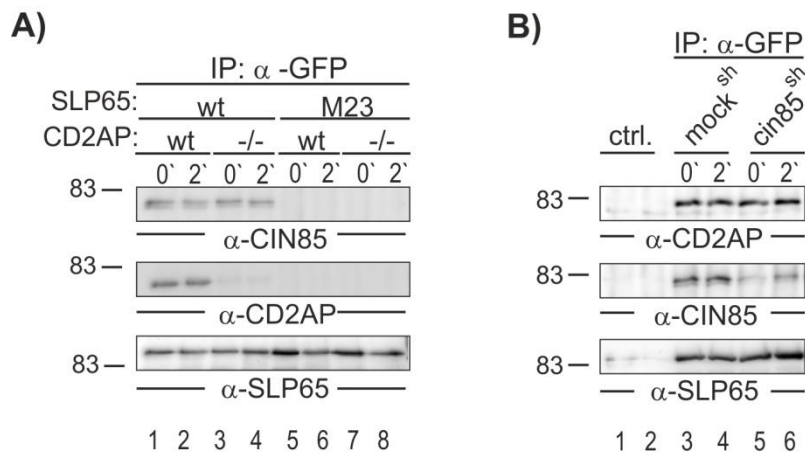 A)
IP: α -GFP
SLP65: wt M23
CD2AP: wt -/- wt -/-
0` 2` 0` 2` 0` 2` 0` 2`
83
α-CIN85
83
α-CD2AP
83
α-SLP65
1 2 3 4 5 6 7 8
B)
IP: α-GFP
ctrl. mock sh cin85 sh
0` 2` 0` 2`
83
α-CD2AP
83
α-CIN85
83
α-SLP65
1 2 3 4 5 6